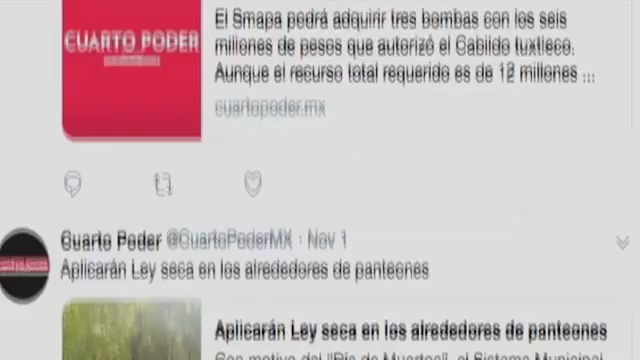 CUARTO PODER
El Smapa podrá adquirir tres bombas con los seis
millones de pesos que autorizó el Cabildo tuxtleco.
Aunque el recurso total requerido es de 12 millones ...
cuartopoder.mx
Cuarto Poder @CuartoPoderMX · Nov 1
Aplicarán Ley seca en los alrededores de panteones
Aplicarán Ley seca en los alrededores de panteones
Con motivo del "Día de Muertos", el Sistema Municipal